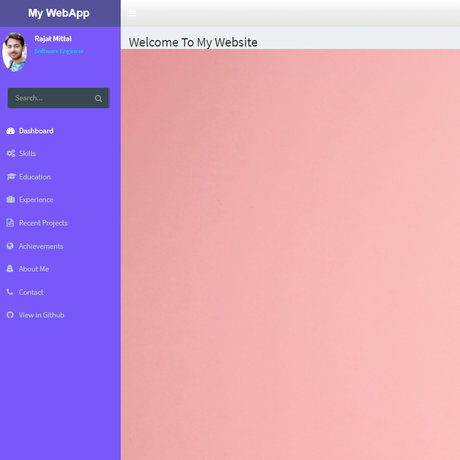 My WebApp
Rajat Mittal
Software Engineer
Search...
Dashboard
Skills
Education
Experience
Recent Projects
Achievements
About Me
Contact
View in Github
Welcome To My Website